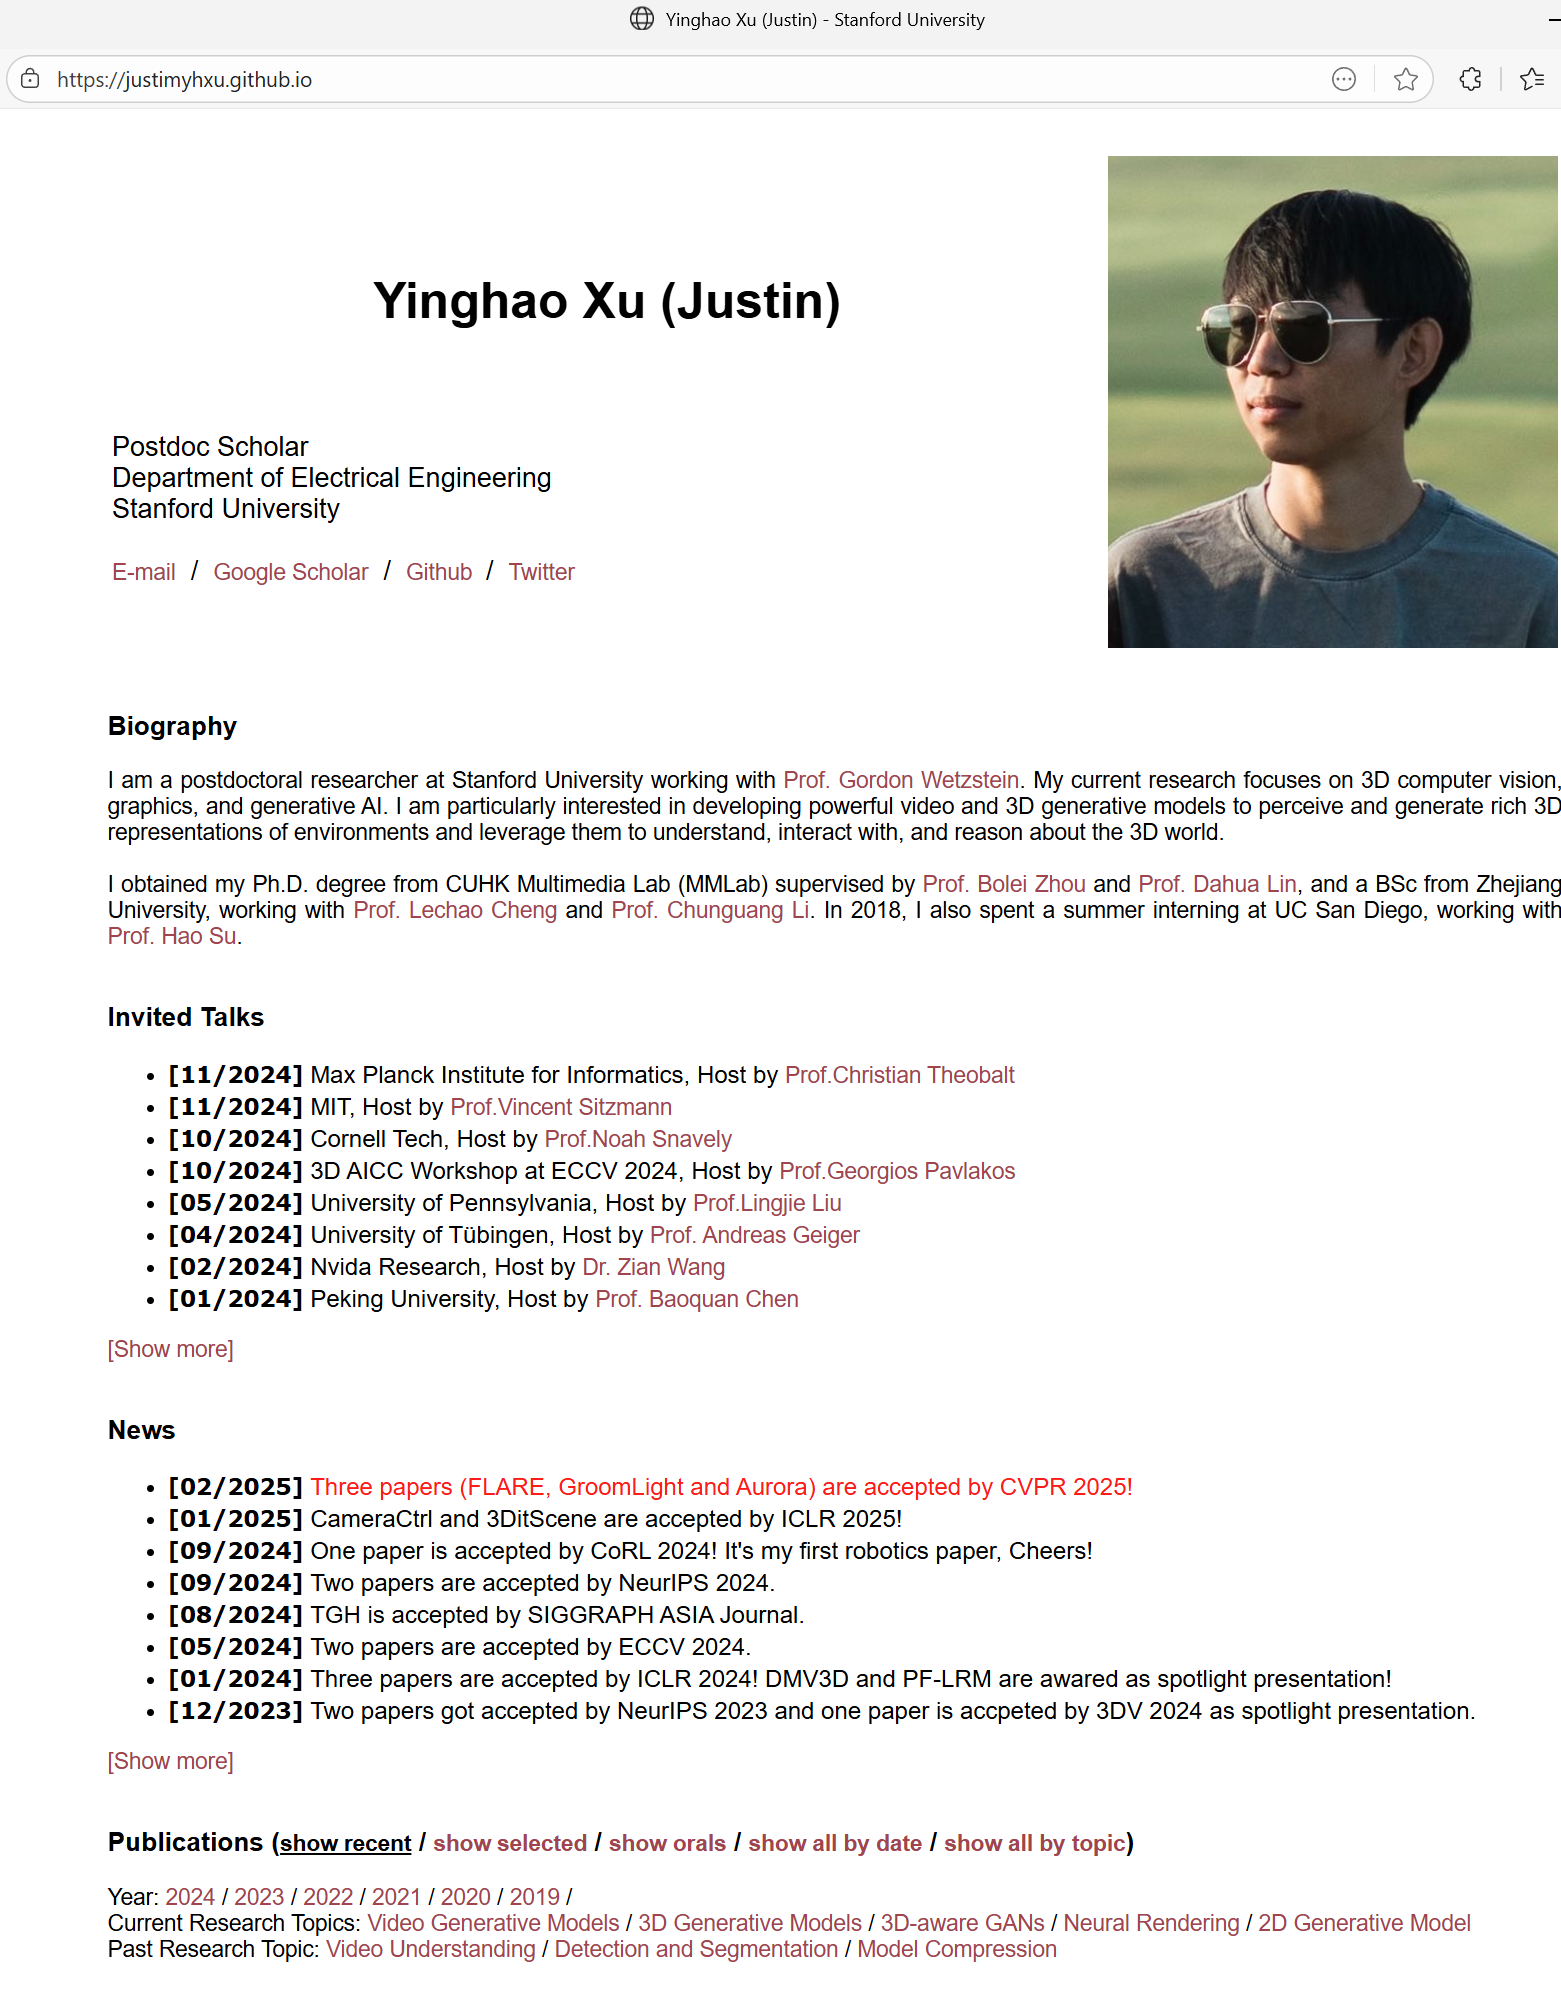 Yinghao Xu (Justin) - Stanford University
https://justimyhxu.github.io
Yinghao Xu (Justin)
Postdoc Scholar
Department of Electrical Engineering
Stanford University
E-mail / Google Scholar / Github / Twitter
Biography
I am a postdoctoral researcher at Stanford University working with Prof. Gordon Wetzstein. My current research focuses on 3D computer vision,
graphics, and generative AI. I am particularly interested in developing powerful video and 3D generative models to perceive and generate rich 3D
representations of environments and leverage them to understand, interact with, and reason about the 3D world.
I obtained my Ph.D. degree from CUHK Multimedia Lab (MMLab) supervised by Prof. Bolei Zhou and Prof. Dahua Lin, and a BSc from Zhejiang
University, working with Prof. Lechao Cheng and Prof. Chunguang Li. In 2018, I also spent a summer interning at UC San Diego, working with
Prof. Hao Su.
Invited Talks
• [11/2024] Max Planck Institute for Informatics, Host by Prof.Christian Theobalt
• [11/2024] MIT, Host by Prof.Vincent Sitzmann
• [10/2024] Cornell Tech, Host by Prof.Noah Snavely
• [10/2024] 3D AICC Workshop at ECCV 2024, Host by Prof.Georgios Pavlakos
• [05/2024] University of Pennsylvania, Host by Prof.Lingjie Liu
• [04/2024] University of Tübingen, Host by Prof. Andreas Geiger
• [02/2024] Nvida Research, Host by Dr. Zian Wang
• [01/2024] Peking University, Host by Prof. Baoquan Chen
[Show more]
News
• [02/2025] Three papers (FLARE, GroomLight and Aurora) are accepted by CVPR 2025!
• [01/2025] CameraCtrl and 3DitScene are accepted by ICLR 2025!
• [09/2024] One paper is accepted by CoRL 2024! It's my first robotics paper, Cheers!
• [09/2024] Two papers are accepted by NeurIPS 2024.
• [08/2024] TGH is accepted by SIGGRAPH ASIA Journal.
• [05/2024] Two papers are accepted by ECCV 2024.
• [01/2024] Three papers are accepted by ICLR 2024! DMV3D and PF-LRM are awared as spotlight presentation!
• [12/2023] Two papers got accepted by NeurIPS 2023 and one paper is accpeted by 3DV 2024 as spotlight presentation.
[Show more]
Publications (show recent / show selected / show orals / show all by date / show all by topic)
Year: 2024 / 2023 / 2022 / 2021 / 2020 / 2019 /
Current Research Topics: Video Generative Models / 3D Generative Models / 3D-aware GANs / Neural Rendering / 2D Generative Model
Past Research Topic: Video Understanding / Detection and Segmentation / Model Compression